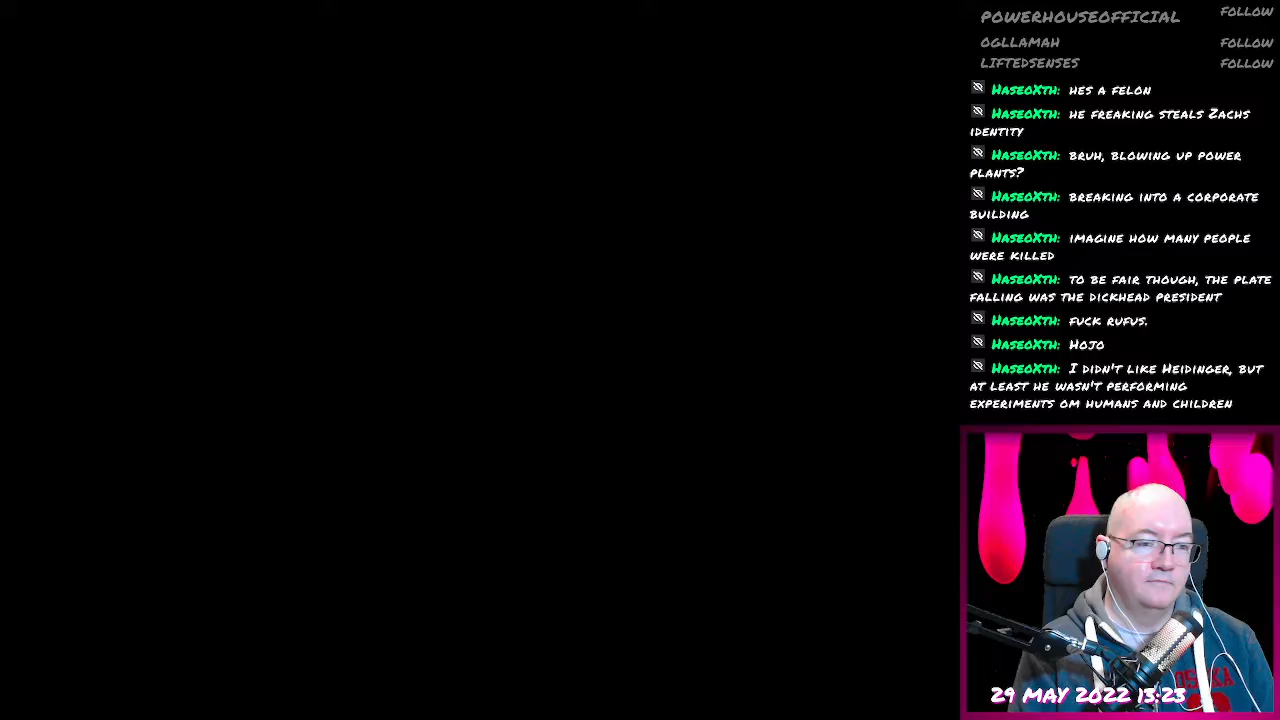 POWERHOUSEOFFICIAL FOLLOW
OGLLAMAH FOLLOW
LIFTEDSENSES FOLLOW
HaseoXth: hes a felon
HaseoXth: he freaking steals Zachs
identity
HaseoXth: bruh, blowing up power
plants?
HaseoXth: breaking into a corporate
building
HaseoXth: imagine how many people
were killed
HaseoXth: to be fair though, the plate
falling was the dickhead president
HaseoXth: fuck rufus.
HaseoXth: Hojo
HaseoXth: I didn't like Heidinger, but
at least he wasn't performing
experiments om humans and children
29 MAY 2022 13:23